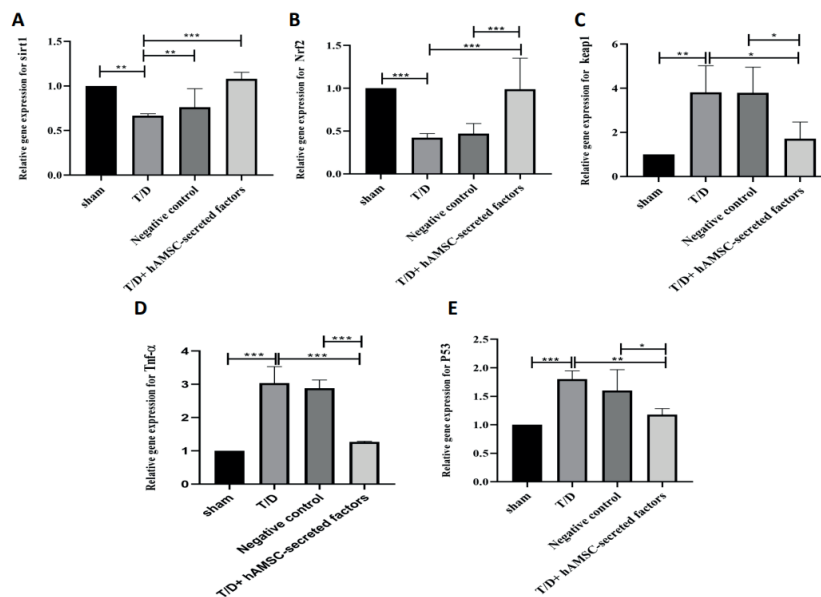 A
Relative gene expression for sirt1
1.5
1.0
0.5
0.0
***
**
**
sham
T/D
Negative control
T/D+ hAMSC-secreted factors
B
Relative gene expression for Nrf2
1.5
1.0
0.5
0.0
***
***
***
sham
T/D
Negative control
T/D+ hAMSC-secreted factors
C
Relative gene expression for keap1
6
4
2
0
*
**
*
sham
T/D
Negative control
T/D+ hAMSC-secreted factors
D
Relative gene expression for Tnf-α
4
3
2
1
0
***
***
***
sham
T/D
Negative control
T/D+ hAMSC-secreted factors
E
Relative gene expression for P53
2.5
2.0
1.5
1.0
0.5
0.0
*
***
**
sham
T/D
Negative control
T/D+ hAMSC-secreted factors